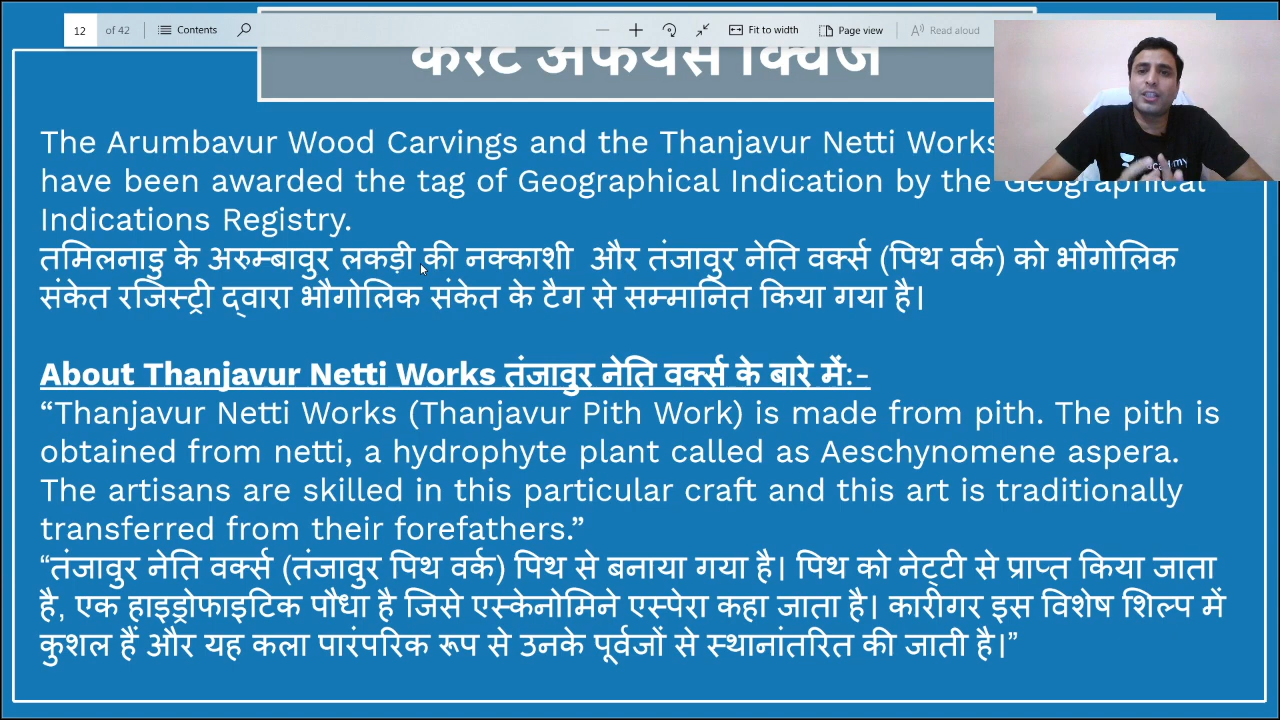 12 of 42 Contents Fit to width Page view Read aloud
करेंट अफेयर्स क्विज
The Arumbavur Wood Carvings and the Thanjavur Netti Works
have been awarded the tag of Geographical Indication by the Geographical
Indications Registry.
तमिलनाडु के अरुम्बावुर लकड़ी की नक्काशी और तंजावुर नेति वर्क्स (पिथ वर्क) को भौगोलिक
संकेत रजिस्ट्री द्वारा भौगोलिक संकेत के टैग से सम्मानित किया गया है।
About Thanjavur Netti Works तंजावुर नेति वर्क्स के बारे में:-
“Thanjavur Netti Works (Thanjavur Pith Work) is made from pith. The pith is
obtained from netti, a hydrophyte plant called as Aeschynomene aspera.
The artisans are skilled in this particular craft and this art is traditionally
transferred from their forefathers.”
“तंजावुर नेति वर्क्स (तंजावुर पिथ वर्क) पिथ से बनाया गया है। पिथ को नेट्टी से प्राप्त किया जाता
है, एक हाइड्रोफाइटिक पौधा है जिसे एस्केनोमिने एस्पेरा कहा जाता है। कारीगर इस विशेष शिल्प में
कुशल हैं और यह कला पारंपरिक रूप से उनके पूर्वजों से स्थानांतरित की जाती है।”